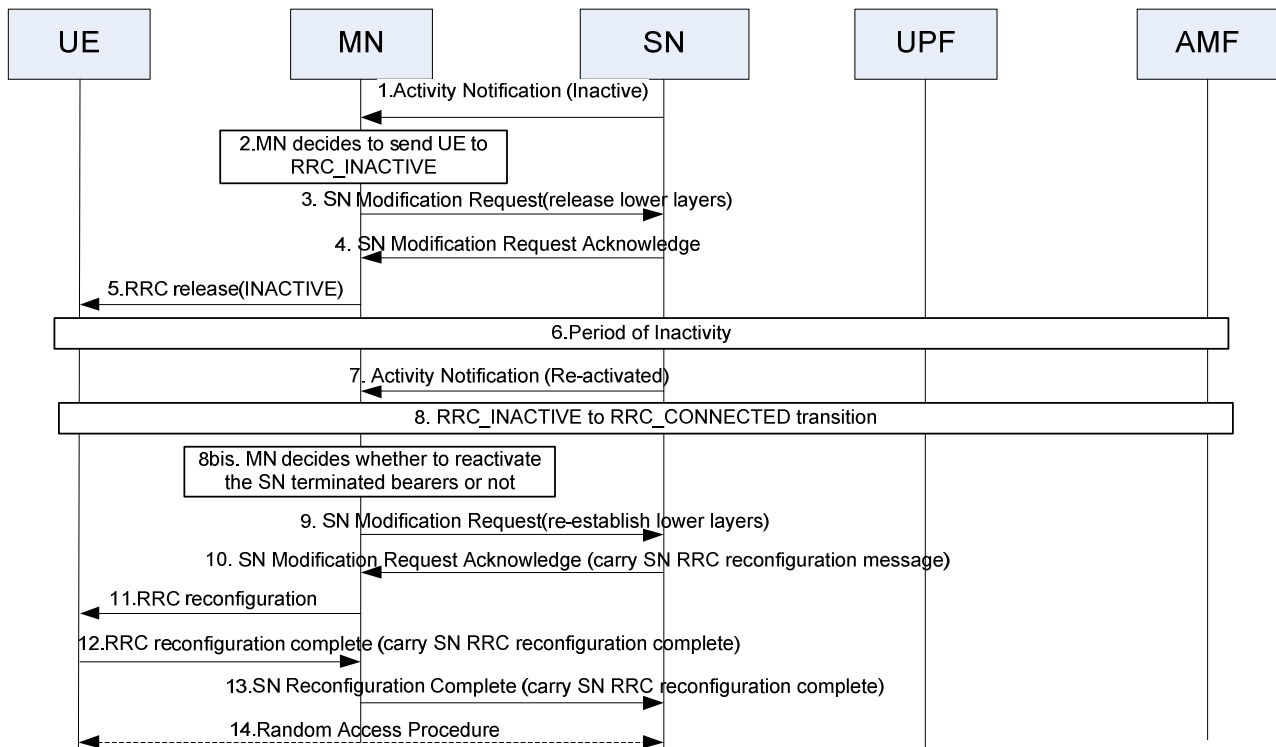 UE MN SN UPF AMF
1.Activity Notification (Inactive)
2.MN decides to send UE to
RRC_INACTIVE
3. SN Modification Request(release lower layers)
4. SN Modification Request Acknowledge
5.RRC release(INACTIVE)
6.Period of Inactivity
7. Activity Notification (Re-activated)
8. RRC_INACTIVE to RRC_CONNECTED transition
8bis. MN decides whether to reactivate
the SN terminated bearers or not
9. SN Modification Request(re-establish lower layers)
10. SN Modification Request Acknowledge (carry SN RRC reconfiguration message)
11.RRC reconfiguration
12.RRC reconfiguration complete (carry SN RRC reconfiguration complete)
13.SN Reconfiguration Complete (carry SN RRC reconfiguration complete)
14.Random Access Procedure